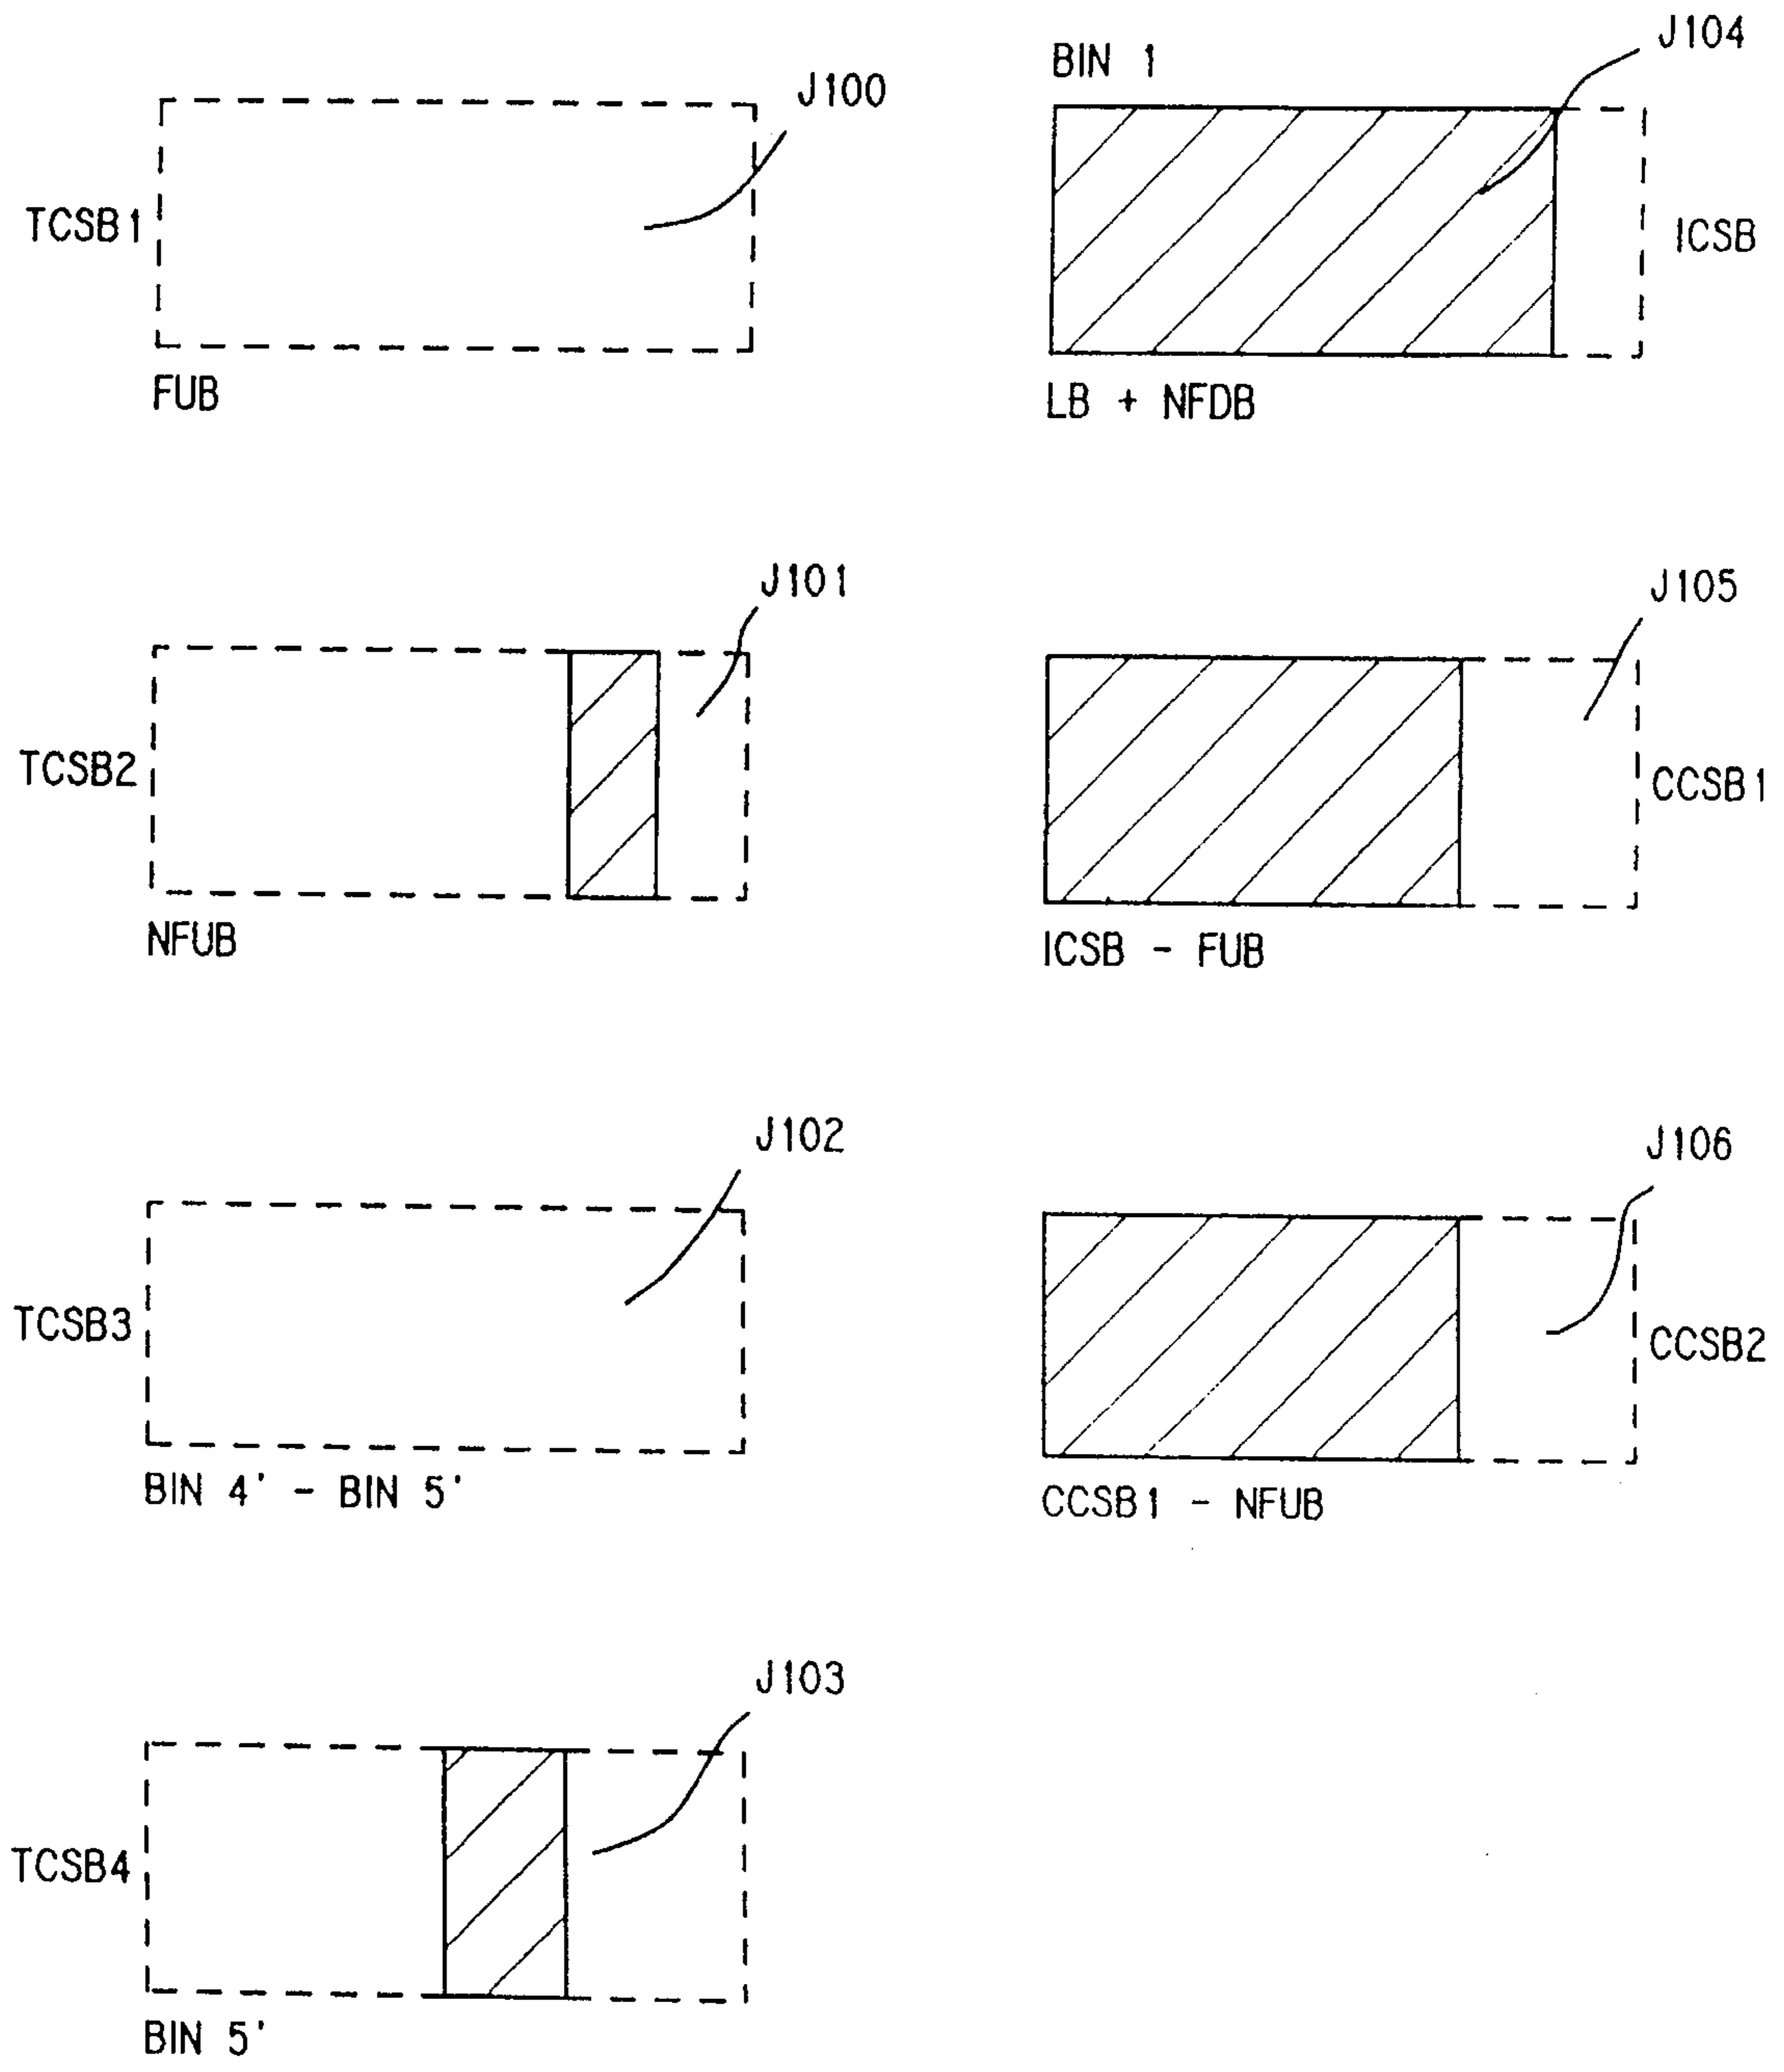 J100
TCSB1
FUB
BIN 1
J104
ICSB
LB + NFDB
J101
TCSB2
NFUB
J105
CCSB1
ICSB - FUB
J102
TCSB3
BIN 4' - BIN 5'
J106
CCSB2
CCSB1 - NFUB
J103
TCSB4
BIN 5'